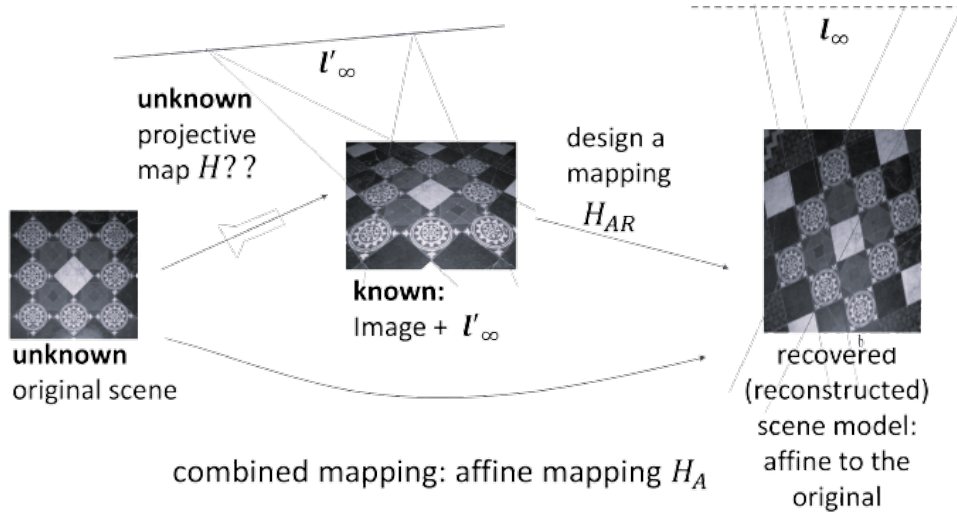 l′∞
l∞
unknown
projective
map H??
design a
mapping
H_AR
known:
Image + l′∞
unknown
original scene
b
recovered
(reconstructed)
scene model:
affine to the
original
combined mapping: affine mapping H_A